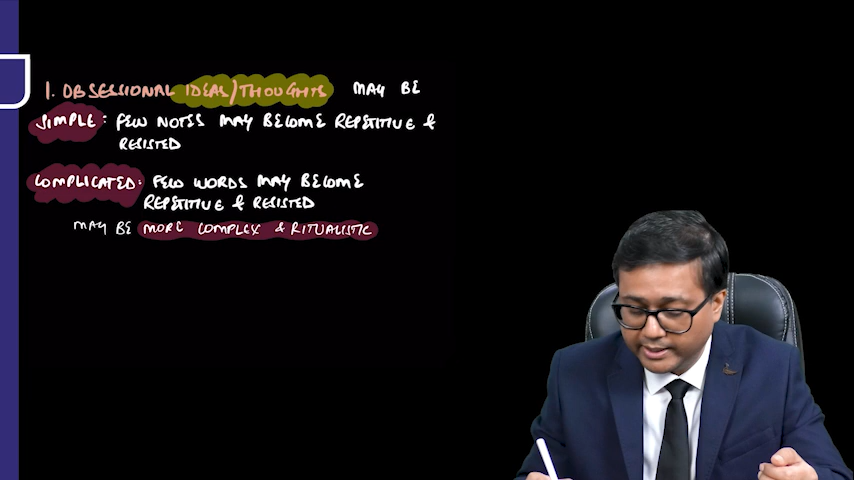 1. OBSESSIONAL IDEAS/THOUGHTS MAY BE
SIMPLE: FEW NOTES MAY BECOME REPETITIVE &
RESISTED
COMPLICATED: FEW WORDS MAY BECOME
REPETITIVE & RESISTED
MAY BE MORE COMPLEX & RITUALISTIC